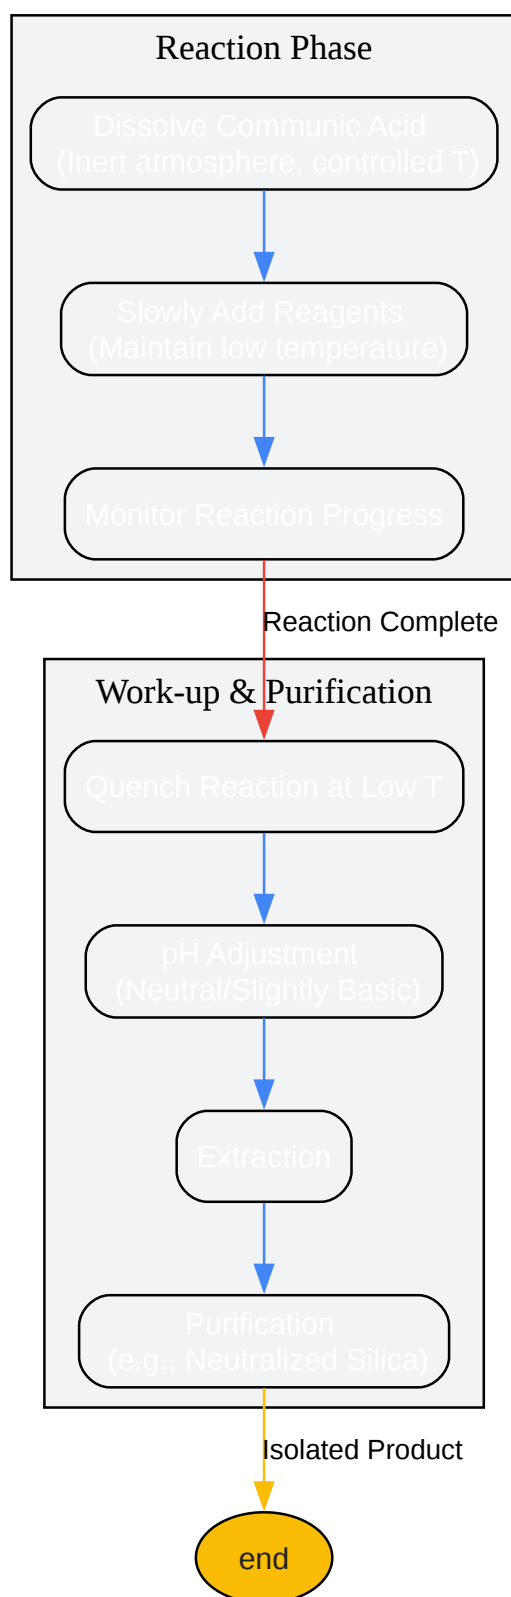 Reaction Phase
Dissolve Communic Acid
(Inert atmosphere, controlled T)
Slowly Add Reagents
(Maintain low temperature)
Monitor Reaction Progress
Reaction Complete
Work-up & Purification
Quench Reaction at Low T
pH Adjustment
(Neutral/Slightly Basic)
Extraction
Purification
(e.g., Neutralized Silica)
Isolated Product
end